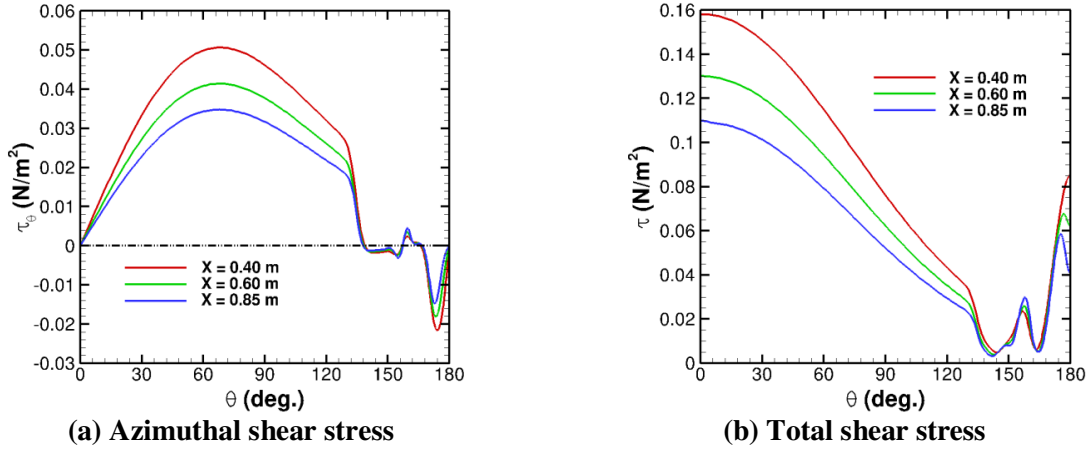 0.06
0.05
0.04
0.03
0.02
0.01
0
-0.01
-0.02
-0.03
τθ (N/m²)
X = 0.40 m
X = 0.60 m
X = 0.85 m
0 30 60 90 120 150 180
θ (deg.)
(a) Azimuthal shear stress
0.16
0.14
0.12
0.1
0.08
0.06
0.04
0.02
0
τ (N/m²)
X = 0.40 m
X = 0.60 m
X = 0.85 m
0 30 60 90 120 150 180
θ (deg.)
(b) Total shear stress